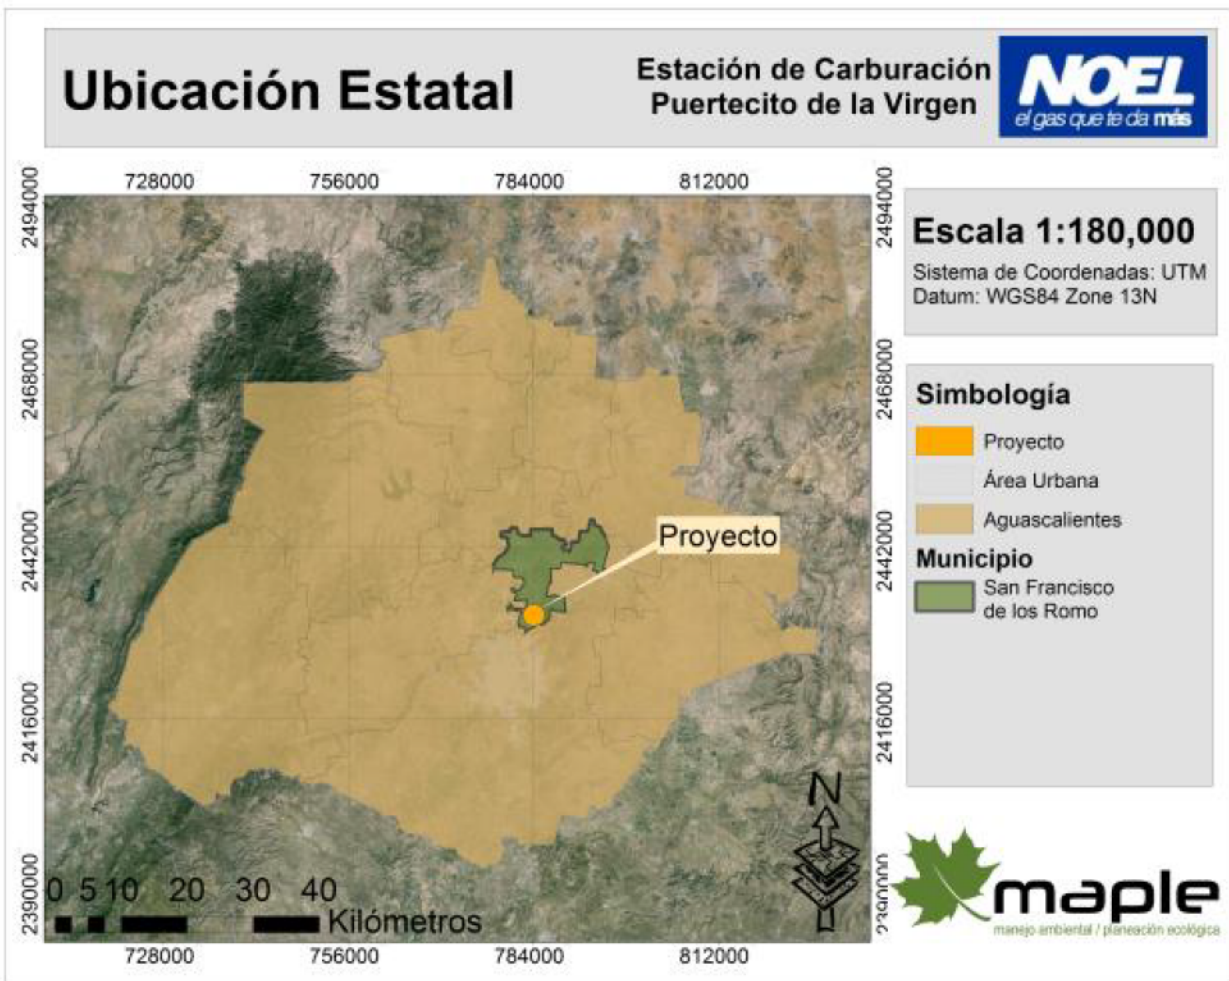 Ubicación Estatal
Estación de Carburación
Puertecito de la Virgen
NOEL
el gas que te da más
728000 756000 784000 812000
2494000
2468000
2442000
2416000
2390000
Proyecto
2494000
2468000
2442000
2416000
2390000
N
0 5 10 20 30 40
Kilómetros
728000 756000 784000 812000
Escala 1:180,000
Sistema de Coordenadas: UTM
Datum: WGS84 Zone 13N
Simbología
Proyecto
Área Urbana
Aguascalientes
Municipio
San Francisco
de los Romo
maple
manejo ambiental / planeación ecológica